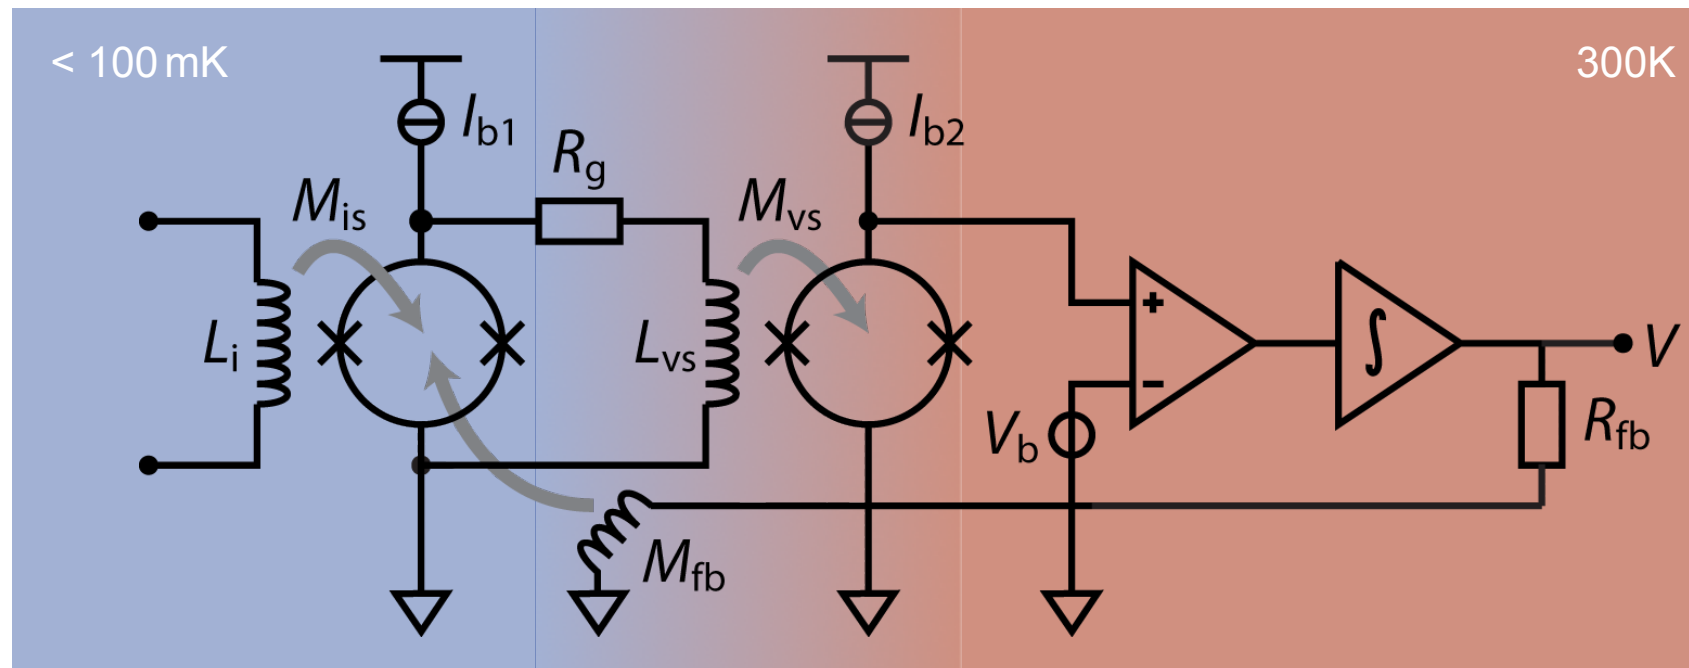 < 100 mK
300K
Ib1
Ib2
Rg
Mis
Mvs
Li
Lvs
+
−
∫
V
Vb
Rfb
Mfb